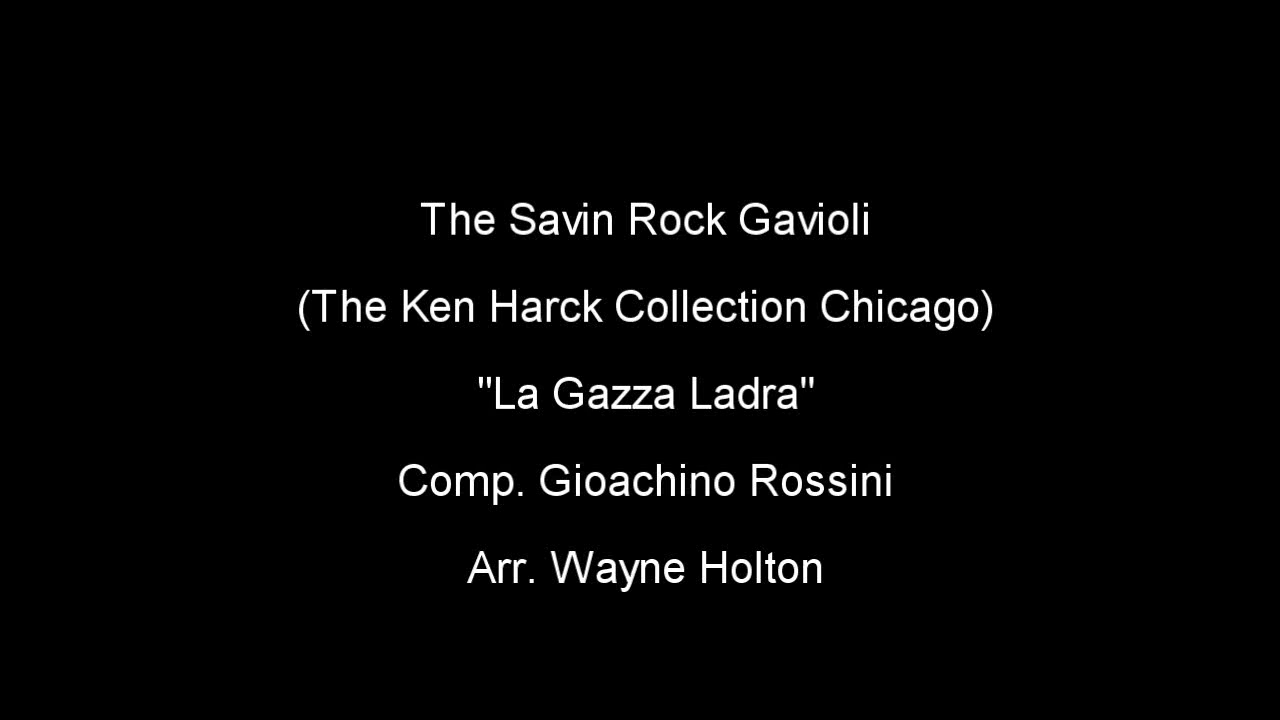 The Savin Rock Gavioli
(The Ken Harck Collection Chicago)
"La Gazza Ladra"
Comp. Gioachino Rossini
Arr. Wayne Holton